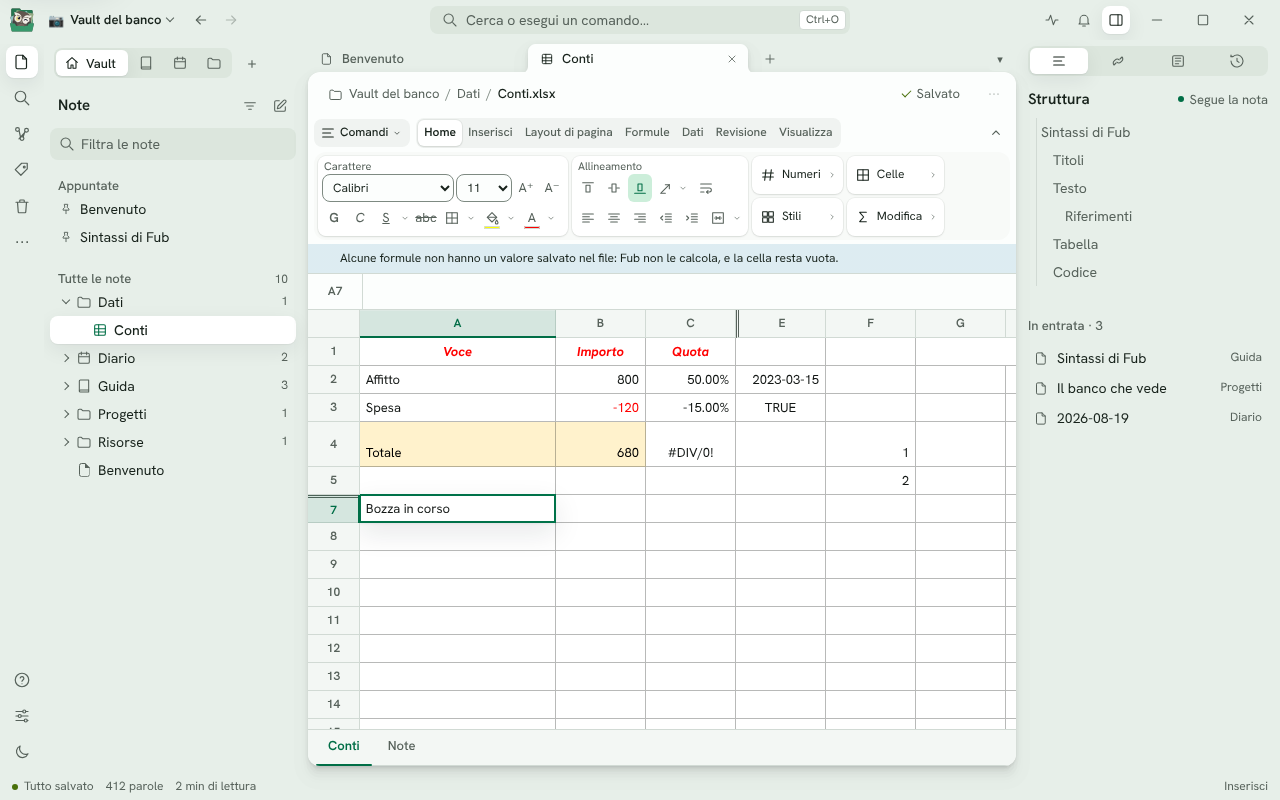 Vault del banco
Cerca o esegui un comando…
Ctrl+O
Vault
Note
Filtra le note
Appuntate
Benvenuto
Sintassi di Fub
Tutte le note 10
Dati 1
Conti
Diario 2
Guida 3
Progetti 1
Risorse 1
Benvenuto
Benvenuto
Conti
Vault del banco / Dati / Conti.xlsx
Salvato
Comandi
Home Inserisci Layout di pagina Formule Dati Revisione Visualizza
Carattere
Calibri 11 A⁺ A⁻
G C S abc A
Allineamento
Numeri
Celle
Stili
Modifica
Alcune formule non hanno un valore salvato nel file: Fub non le calcola, e la cella resta vuota.
A7
A B C E F G
1 Voce Importo Quota
2 Affitto 800 50.00% 2023-03-15
3 Spesa -120 -15.00% TRUE
4 Totale 680 #DIV/0! 1
5 2
7 Bozza in corso
8
9
10
11
12
13
14
Conti Note
Struttura
Segue la nota
Sintassi di Fub
Titoli
Testo
Riferimenti
Tabella
Codice
In entrata · 3
Sintassi di Fub Guida
Il banco che vede Progetti
2026-08-19 Diario
Tutto salvato 412 parole 2 min di lettura
Inserisci